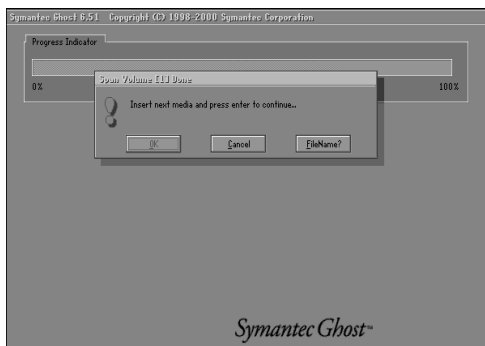 Symantec Ghost 6.51 Copyright (C) 1998-2000 Symantec Corporation
Progress Indicator
0%
100%
Span Volume [1] Done
Insert next media and press enter to continue...
OK
Cancel
FileName?
Symantec Ghost™